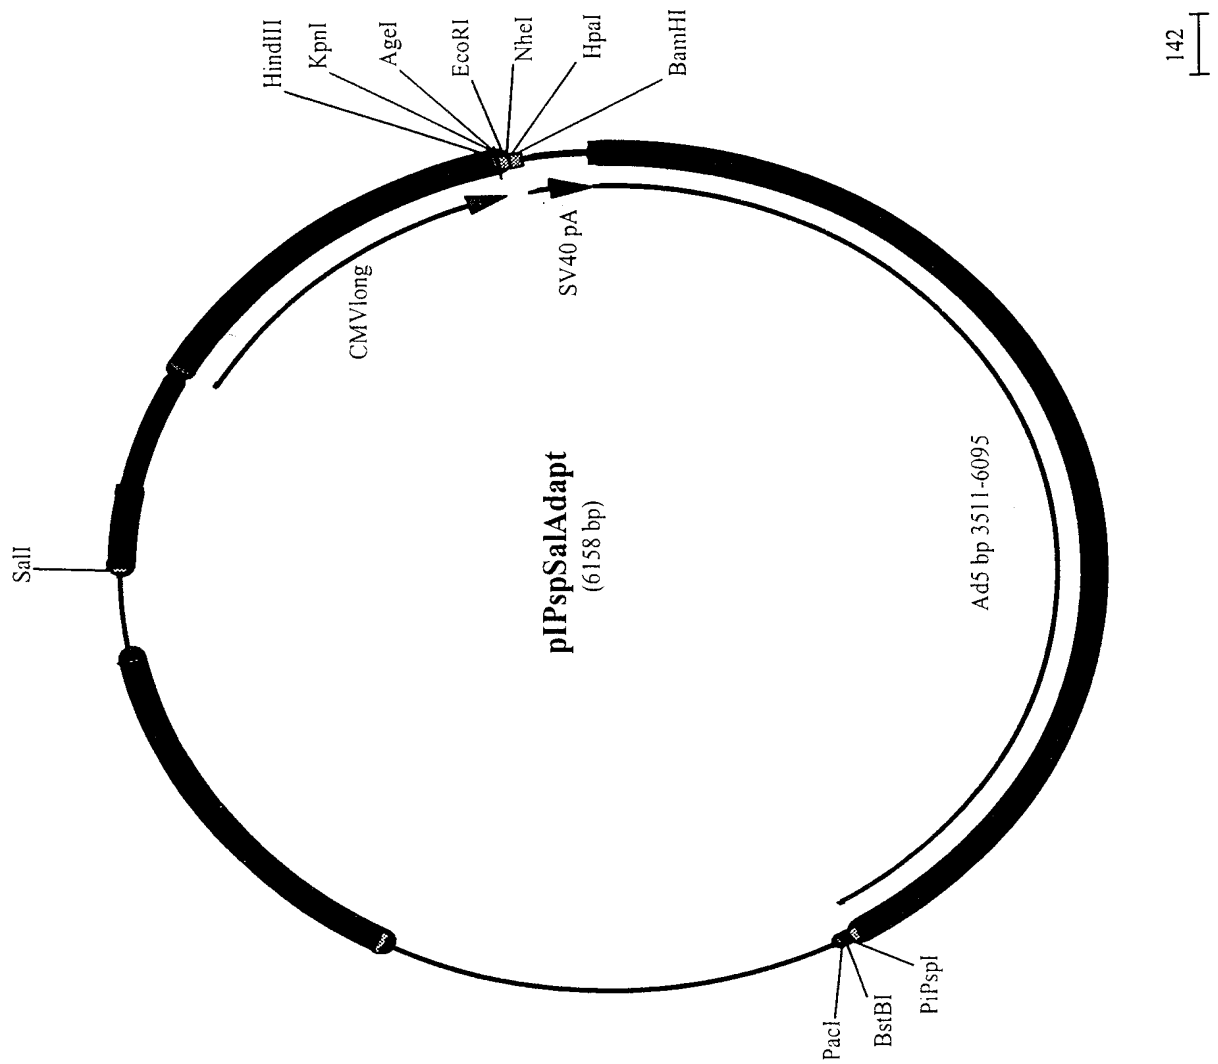 HindIII
KpnI
AgeI
EcoRI
NheI
HpaI
BamHI
142
SalI
CMVlong
SV40 pA
pIPspSalAdapt
(6158 bp)
Ad5 bp 3511-6095
PacI
BstBI
PiPspI